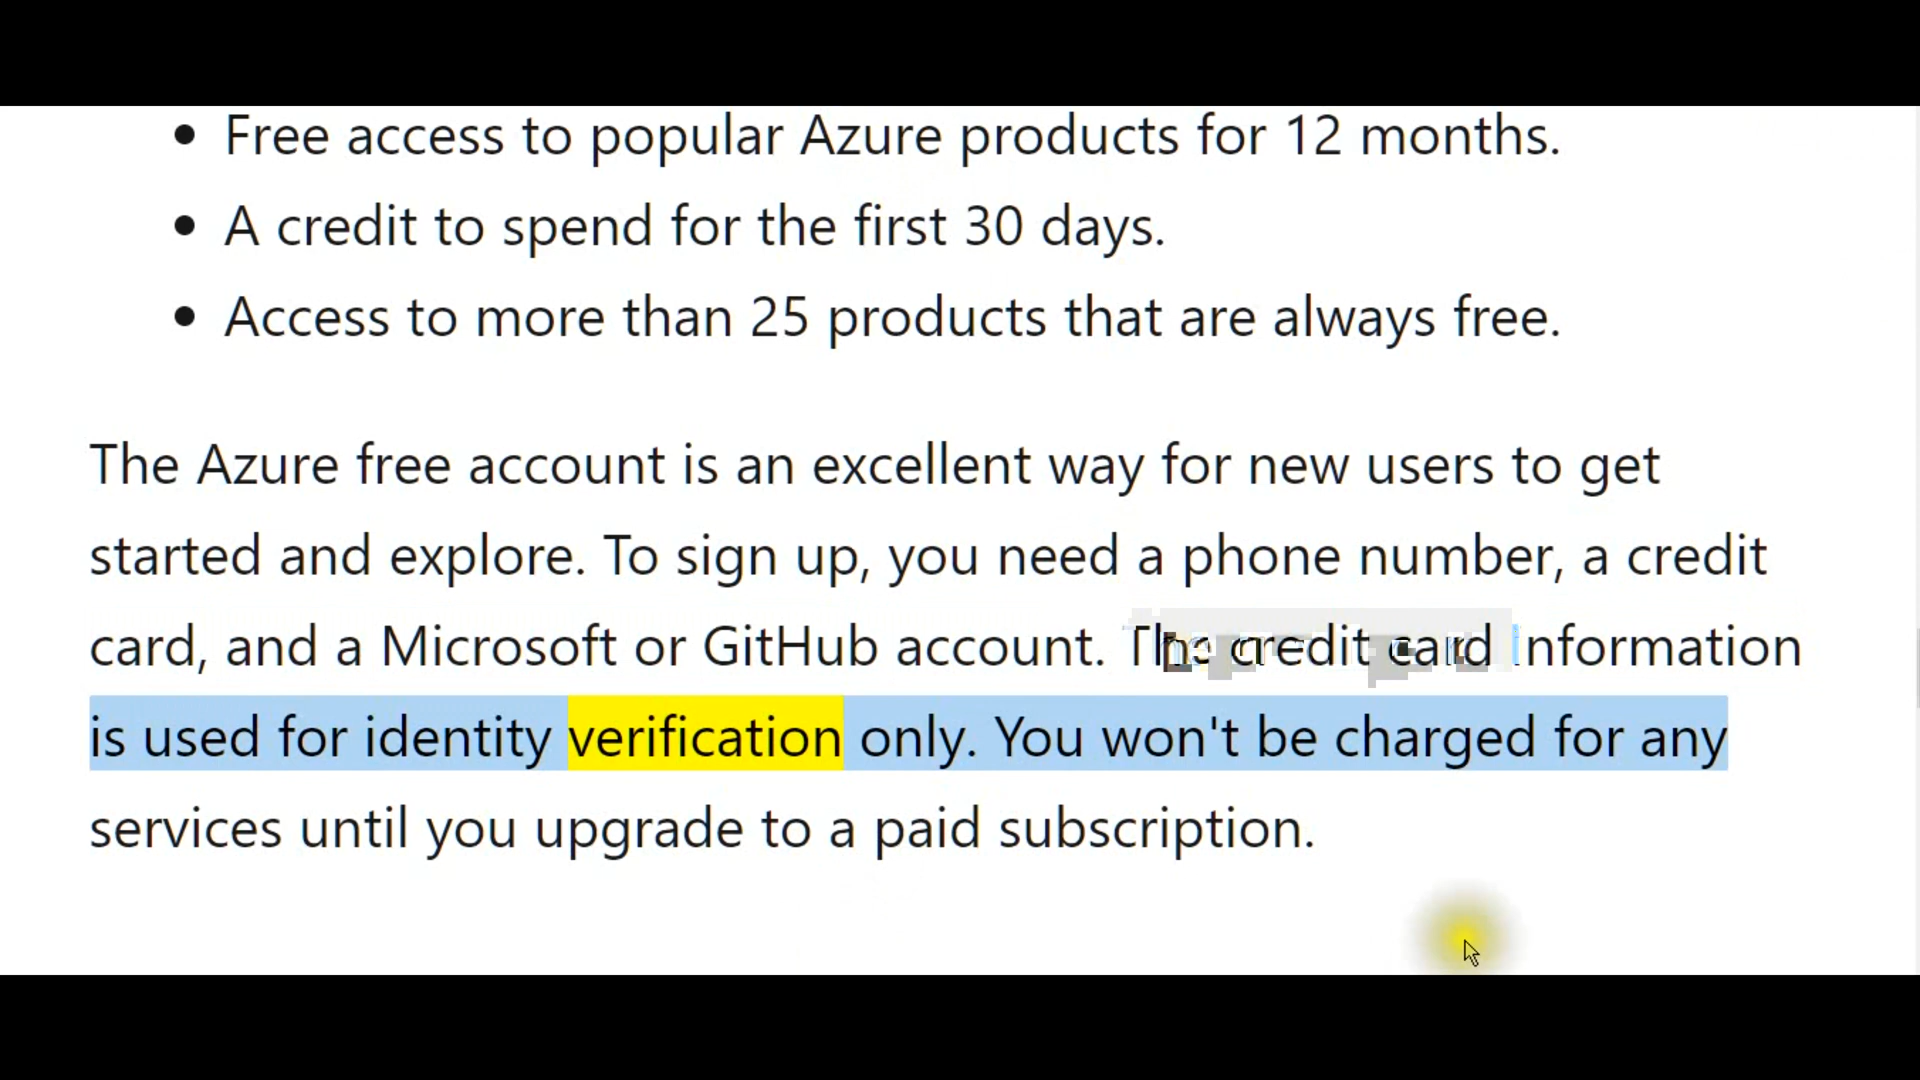 • Free access to popular Azure products for 12 months.
• A credit to spend for the first 30 days.
• Access to more than 25 products that are always free.
The Azure free account is an excellent way for new users to get
started and explore. To sign up, you need a phone number, a credit
card, and a Microsoft or GitHub account. The credit card information
is used for identity verification only. You won't be charged for any
services until you upgrade to a paid subscription.